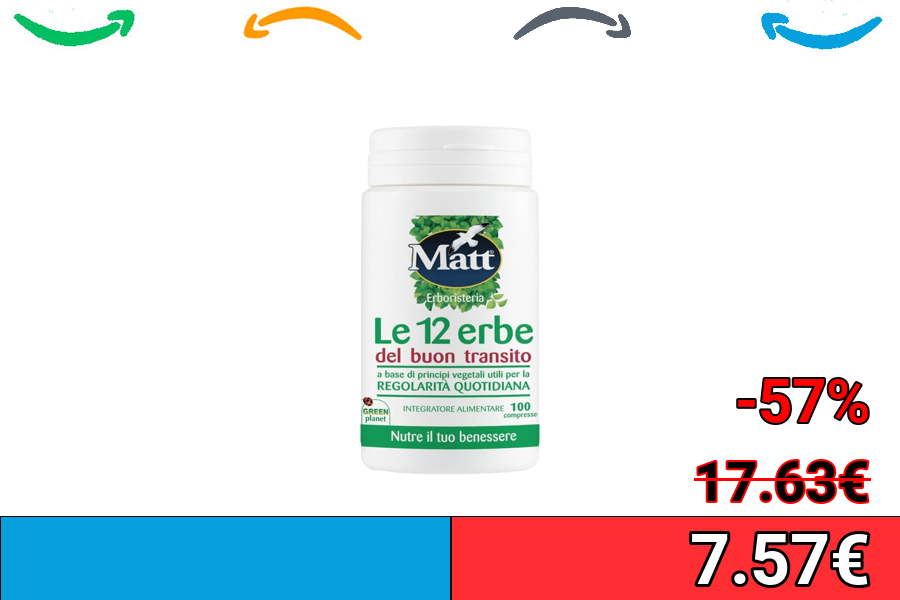 Matt
Erboristeria
Le 12 erbe
del buon transito
a base di principi vegetali utili per la
REGOLARITÀ QUOTIDIANA
GREEN
planet
INTEGRATORE ALIMENTARE 100
compresse
Nutre il tuo benessere
-57%
17.63€
7.57€